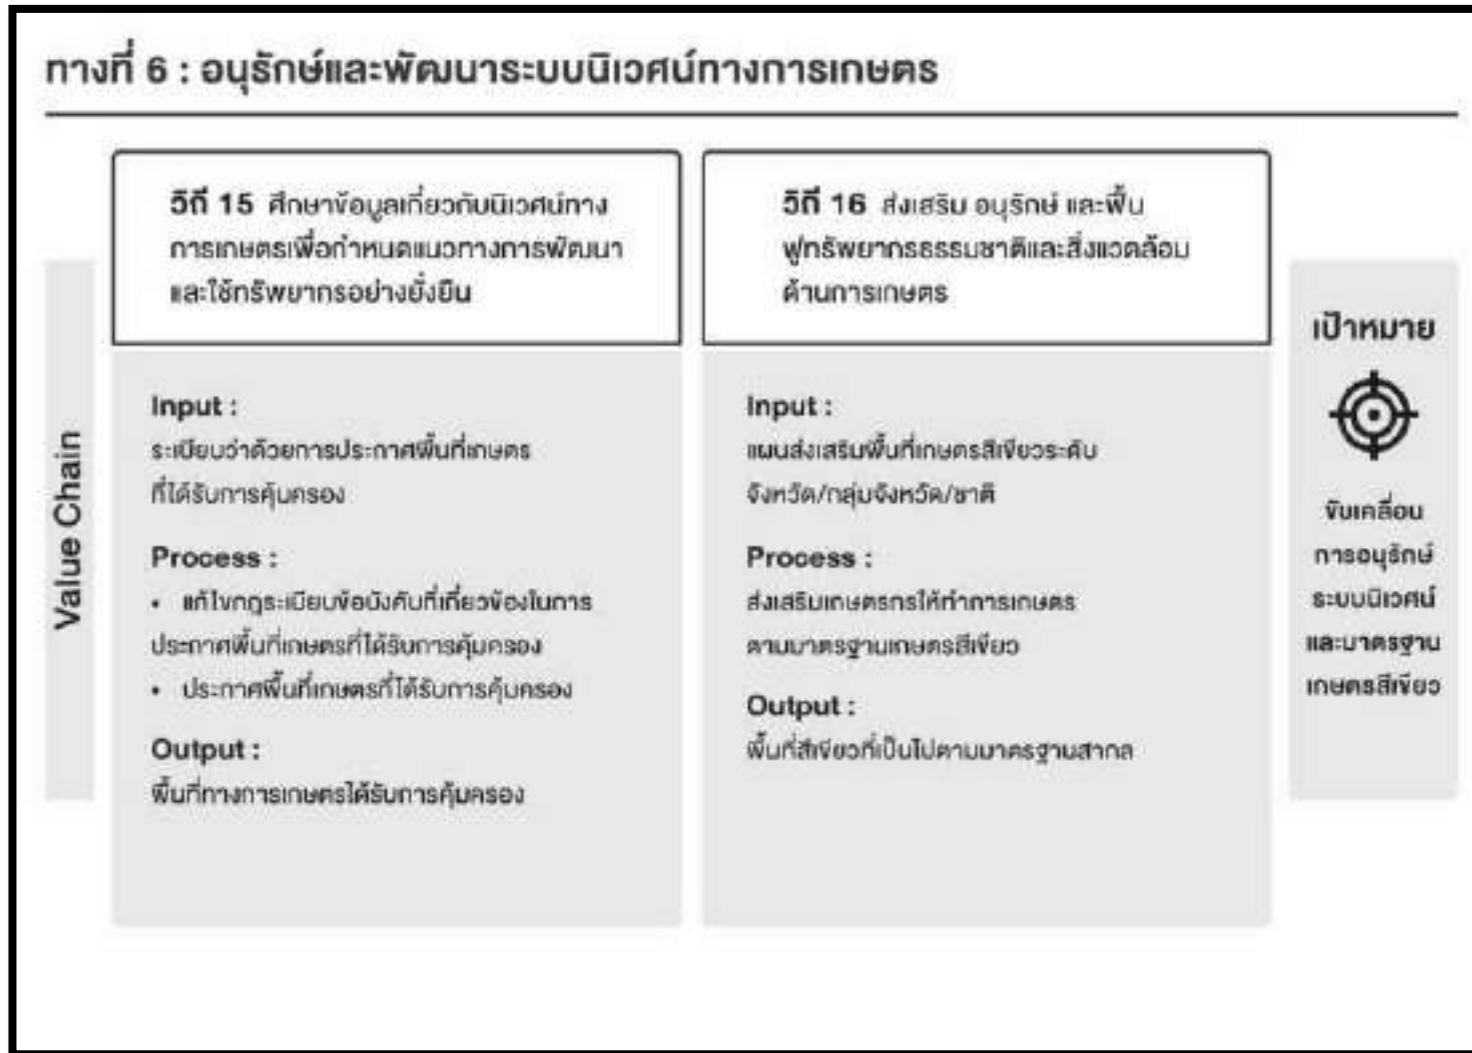 ทางที่ 6 : อนุรักษ์และพัฒนาระบบนิเวศน์ทางการเกษตร
Value Chain
วิถี 15 ศึกษาข้อมูลเกี่ยวกับนิเวศน์ทาง
การเกษตรเพื่อกำหนดแนวทางการพัฒนา
และใช้ทรัพยากรอย่างยั่งยืน
Input :
ระเบียบว่าด้วยการประกาศพื้นที่เกษตร
ที่ได้รับการคุ้มครอง
Process :
• แก้ไขกฎระเบียบข้อบังคับที่เกี่ยวข้องในการ
ประกาศพื้นที่เกษตรที่ได้รับการคุ้มครอง
• ประกาศพื้นที่เกษตรที่ได้รับการคุ้มครอง
Output :
พื้นที่ทางการเกษตรได้รับการคุ้มครอง
วิถี 16 ส่งเสริม อนุรักษ์ และฟื้น
ฟูทรัพยากรธรรมชาติและสิ่งแวดล้อม
ด้านการเกษตร
Input :
แผนส่งเสริมพื้นที่เกษตรสีเขียวระดับ
จังหวัด/กลุ่มจังหวัด/ชาติ
Process :
ส่งเสริมเกษตรกรให้ทำการเกษตร
ตามมาตรฐานเกษตรสีเขียว
Output :
พื้นที่สีเขียวที่เป็นไปตามมาตรฐานสากล
เป้าหมาย
ขับเคลื่อน
การอนุรักษ์
ระบบนิเวศน์
และมาตรฐาน
เกษตรสีเขียว